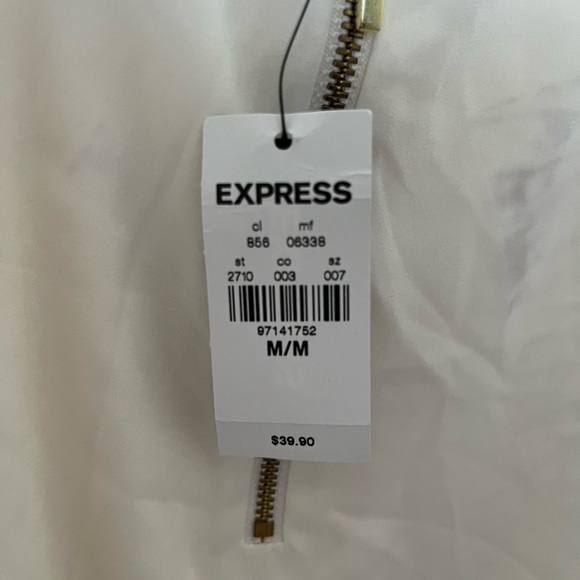 EXPRESS
cl mf
856 06338
st co sz
2710 003 007
97141752
M/M
$39.90